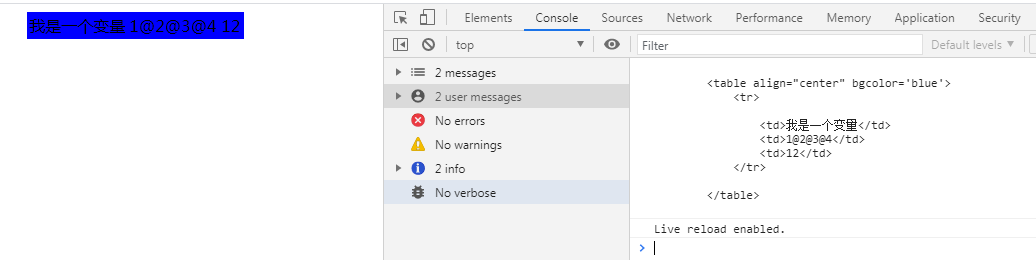 我是一个变量 1@2@3@4 12
Elements Console Sources Network Performance Memory Application Security
top Filter Default levels
2 messages
2 user messages
No errors
No warnings
2 info
No verbose
<table align="center" bgcolor='blue'>
<tr>
<td>我是一个变量</td>
<td>1@2@3@4</td>
<td>12</td>
</tr>
</table>
Live reload enabled.